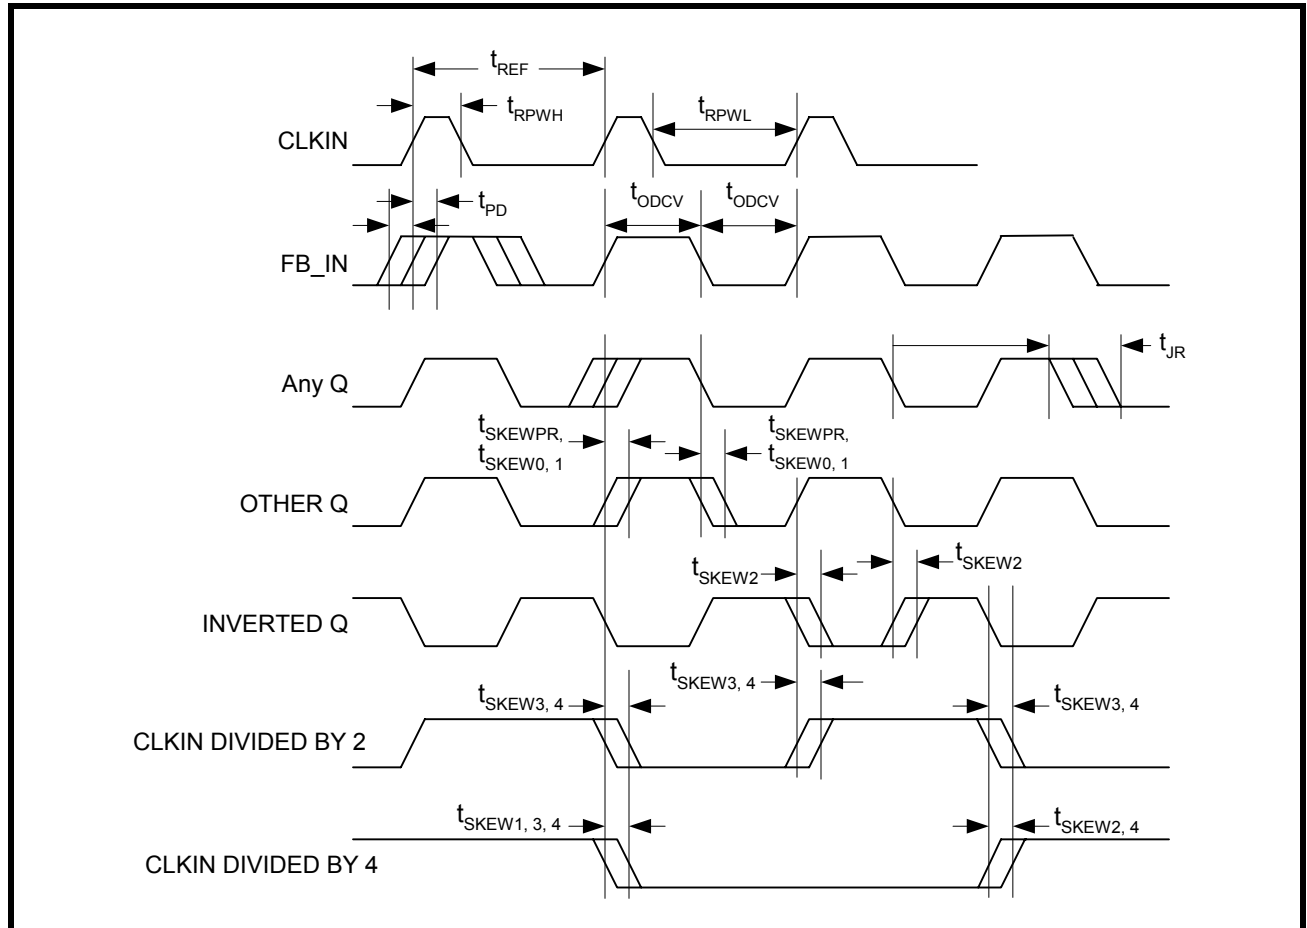 tREF
tRPWH
tRPWL
CLKIN
tPD
tODCV
tODCV
FB_IN
tJR
Any Q
tSKEWPR,
tSKEW0, 1
tSKEWPR,
tSKEW0, 1
OTHER Q
tSKEW2
tSKEW2
INVERTED Q
tSKEW3, 4
tSKEW3, 4
tSKEW3, 4
CLKIN DIVIDED BY 2
tSKEW1, 3, 4
tSKEW2, 4
CLKIN DIVIDED BY 4